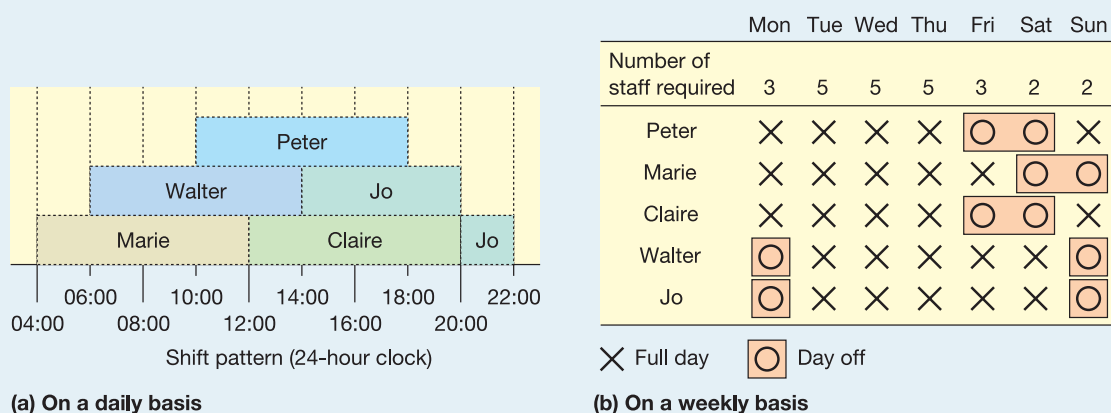 Peter
Walter Jo
Marie Claire Jo
06:00 10:00 14:00 18:00 22:00
04:00 08:00 12:00 16:00 20:00
Shift pattern (24-hour clock)
(a) On a daily basis
Mon Tue Wed Thu Fri Sat Sun
Number of
staff required 3 5 5 5 3 2 2
Peter X X X X O O X
Marie X X X X X O O
Claire X X X X O O X
Walter O X X X X X O
Jo O X X X X X O
X Full day O Day off
(b) On a weekly basis